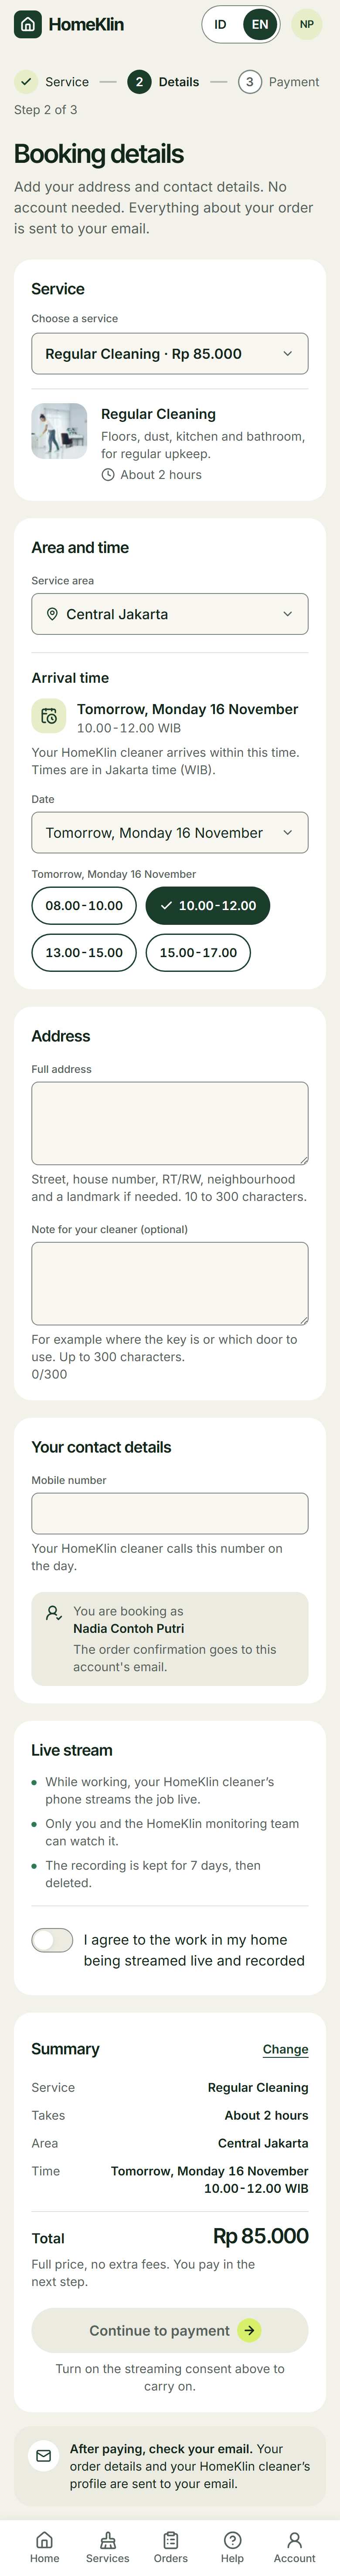 HomeKlin
ID
EN
NP
Service
2
Details
3
Payment
Step 2 of 3
Booking details
Add your address and contact details. No
account needed. Everything about your order
is sent to your email.
Service
Choose a service
Regular Cleaning · Rp 85.000
Regular Cleaning
Floors, dust, kitchen and bathroom,
for regular upkeep.
About 2 hours
Area and time
Service area
Central Jakarta
Arrival time
Tomorrow, Monday 16 November
10.00-12.00 WIB
Your HomeKlin cleaner arrives within this time.
Times are in Jakarta time (WIB).
Date
Tomorrow, Monday 16 November
Tomorrow, Monday 16 November
08.00-10.00
10.00-12.00
13.00-15.00
15.00-17.00
Address
Full address
Street, house number, RT/RW, neighbourhood
and a landmark if needed. 10 to 300 characters.
Note for your cleaner (optional)
For example where the key is or which door to
use. Up to 300 characters.
0/300
Your contact details
Mobile number
Your HomeKlin cleaner calls this number on
the day.
You are booking as
Nadia Contoh Putri
The order confirmation goes to this
account's email.
Live stream
While working, your HomeKlin cleaner's
phone streams the job live.
Only you and the HomeKlin monitoring team
can watch it.
The recording is kept for 7 days, then
deleted.
I agree to the work in my home
being streamed live and recorded
Summary
Change
Service
Regular Cleaning
Takes
About 2 hours
Area
Central Jakarta
Time
Tomorrow, Monday 16 November
10.00-12.00 WIB
Total
Rp 85.000
Full price, no extra fees. You pay in the
next step.
Continue to payment
Turn on the streaming consent above to
carry on.
After paying, check your email. Your
order details and your HomeKlin cleaner's
profile are sent to your email.
Home
Services
Orders
Help
Account